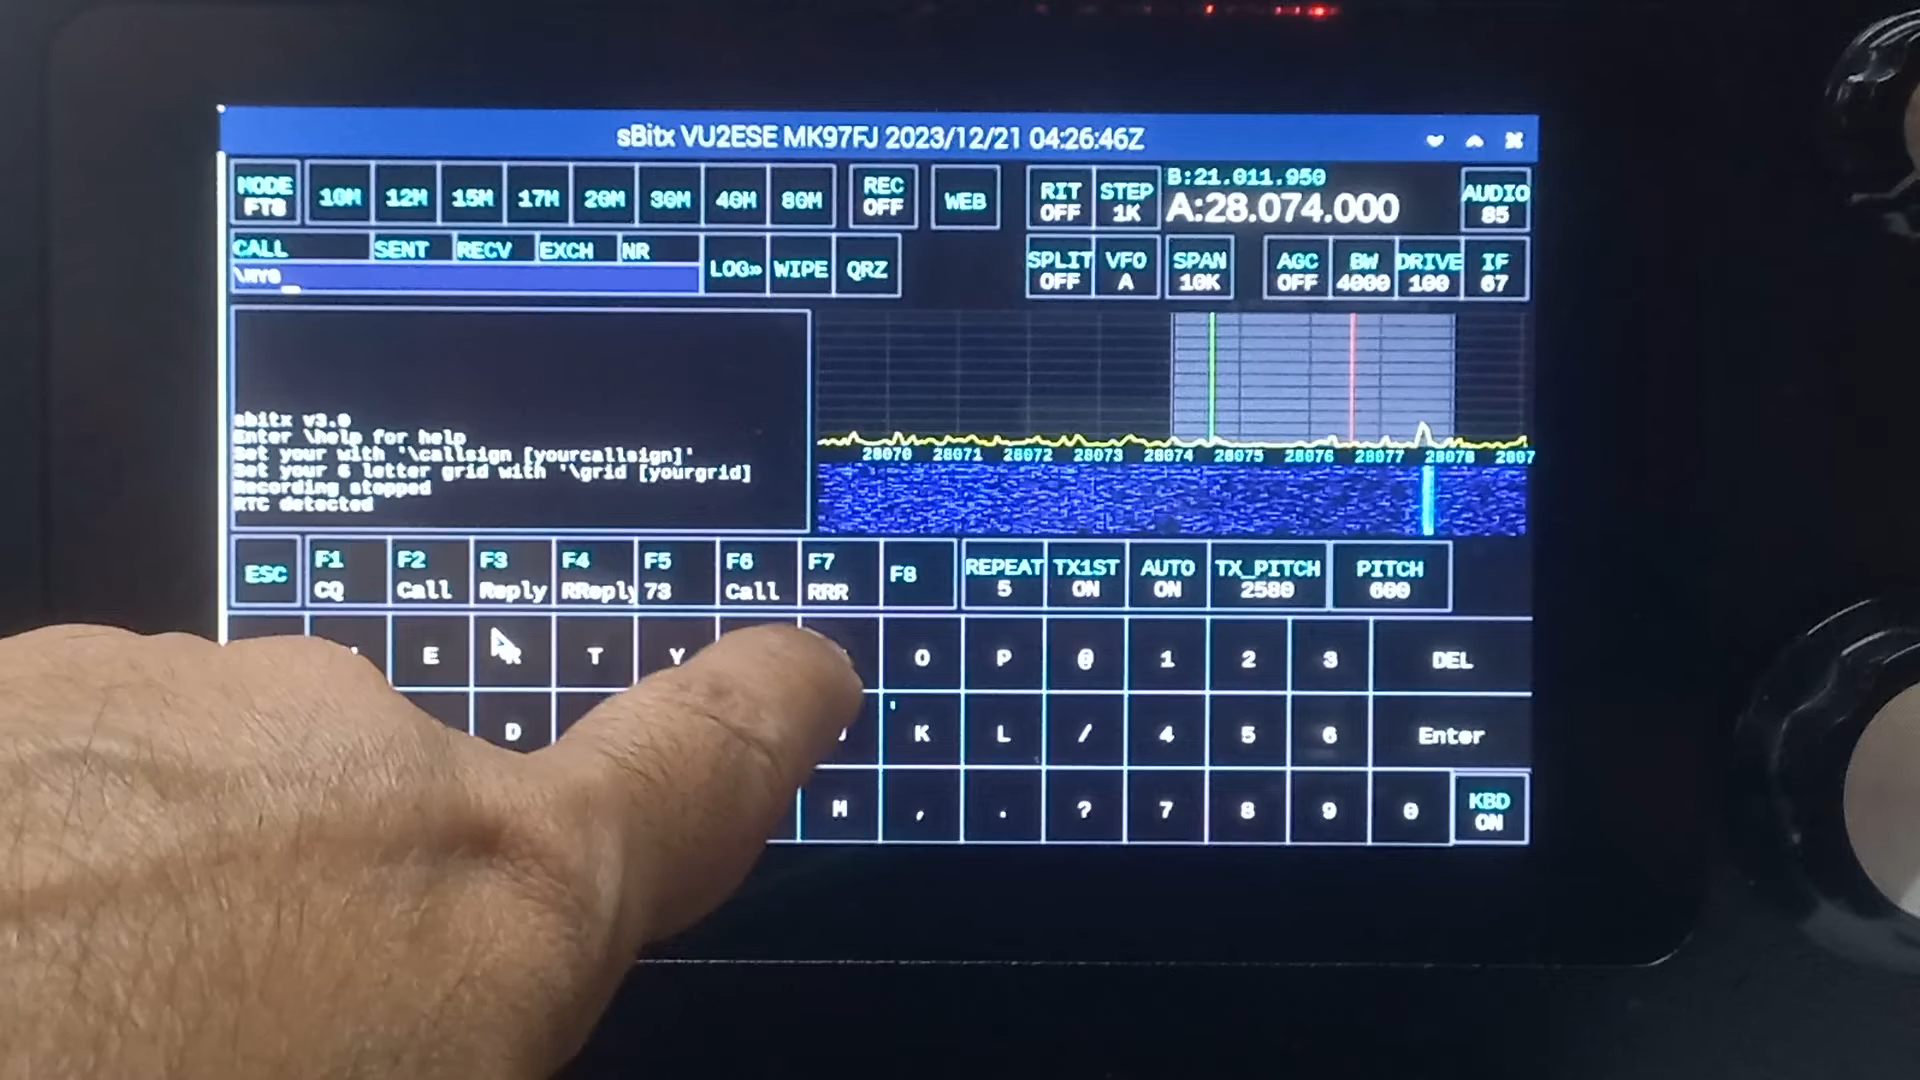 sBitx VU2ESE MK97FJ 2023/12/21 04:26:46Z
MODE FT8 10M 12M 15M 17M 20M 30M 40M 80M REC OFF WEB RIT OFF STEP 1K B:21.011.950 A:28.074.000 AUDIO 85
CALL SENT RECV EXCH NR LOG» WIPE QRZ SPLIT OFF VFO A SPAN 10K AGC OFF BW 4000 DRIVE 100 IF 67
sbitx v3.0
Enter \help for help
Set your with '\callsign [yourcallsign]'
Set your 6 letter grid with '\grid [yourgrid]
Recording stopped
RTC detected
28070 28071 28072 28073 28074 28075 28076 28077 28078 2807
ESC F1 CQ F2 Call F3 Reply F4 RReply F5 73 F6 Call F7 RRR F8 REPEAT 5 TX1ST ON AUTO ON TX_PITCH 2580 PITCH 600
E R T Y O P @ 1 2 3 DEL
D ' K L / 4 5 6 Enter
M , . ? 7 8 9 0 KBD ON